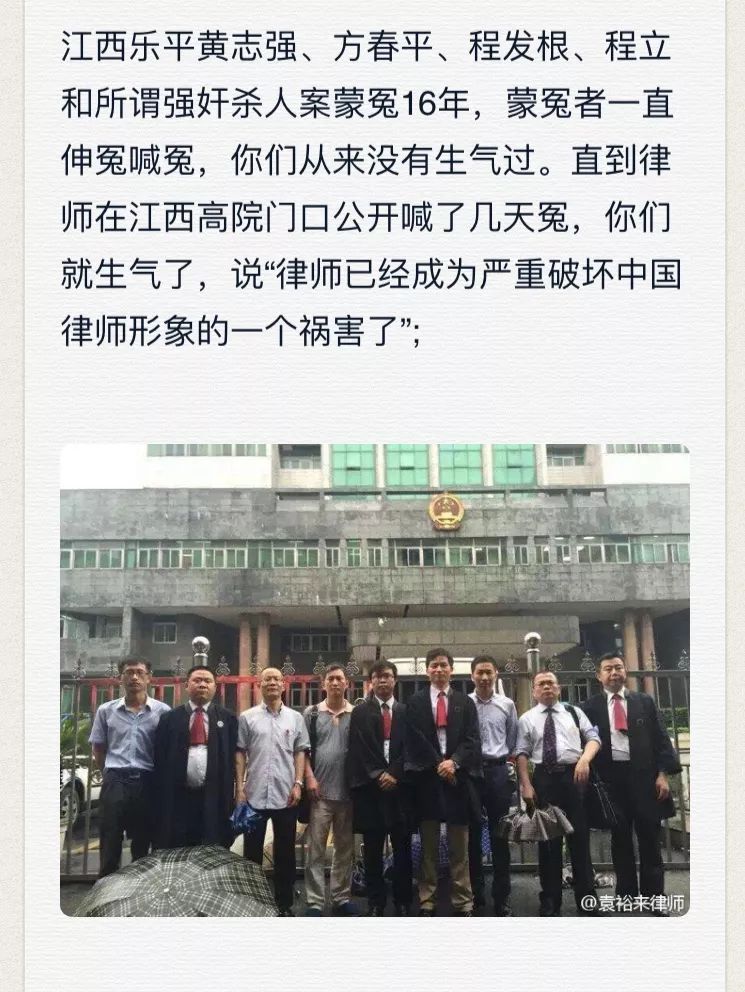 江西乐平黄志强、方春平、程发根、程立
和所谓强奸杀人案蒙冤16年，蒙冤者一直
伸冤喊冤，你们从来没有生气过。直到律
师在江西高院门口公开喊了几天冤，你们
就生气了，说“律师已经成为严重破坏中国
律师形象的一个祸害了”;
@袁裕来律师